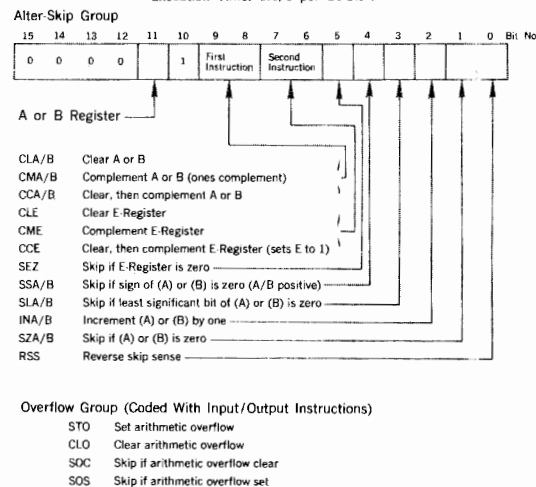 Alter-Skip Group
15 14 13 12 11 10 9 8 7 6 5 4 3 2 1 0 Bit No
0 0 0 0 1 First Instruction Second Instruction
A or B Register
CLA/B Clear A or B
CMA/B Complement A or B (ones complement)
CCA/B Clear, then complement A or B
CLE Clear E-Register
CME Complement E-Register
CCE Clear, then complement E-Register (sets E to 1)
SEZ Skip if E-Register is zero
SSA/B Skip if sign of (A) or (B) is zero (A/B positive)
SLA/B Skip if least significant bit of (A) or (B) is zero
INA/B Increment (A) or (B) by one
SZA/B Skip if (A) or (B) is zero
RSS Reverse skip sense
Overflow Group (Coded With Input/Output Instructions)
STO Set arithmetic overflow
CLO Clear arithmetic overflow
SOC Skip if arithmetic overflow clear
SOS Skip if arithmetic overflow set